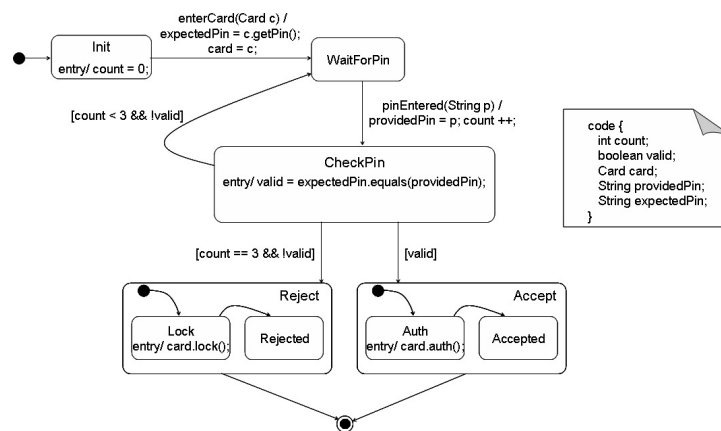 enterCard(Card c) /
expectedPin = c.getPin();
card = c;
Init
entry/ count = 0;
WaitForPin
[count < 3 && !valid]
pinEntered(String p) /
providedPin = p; count ++;
CheckPin
entry/ valid = expectedPin.equals(providedPin);
code {
int count;
boolean valid;
Card card;
String providedPin;
String expectedPin;
}
[count == 3 && !valid]
[valid]
Reject
Lock
entry/ card.lock();
Rejected
Accept
Auth
entry/ card.auth();
Accepted